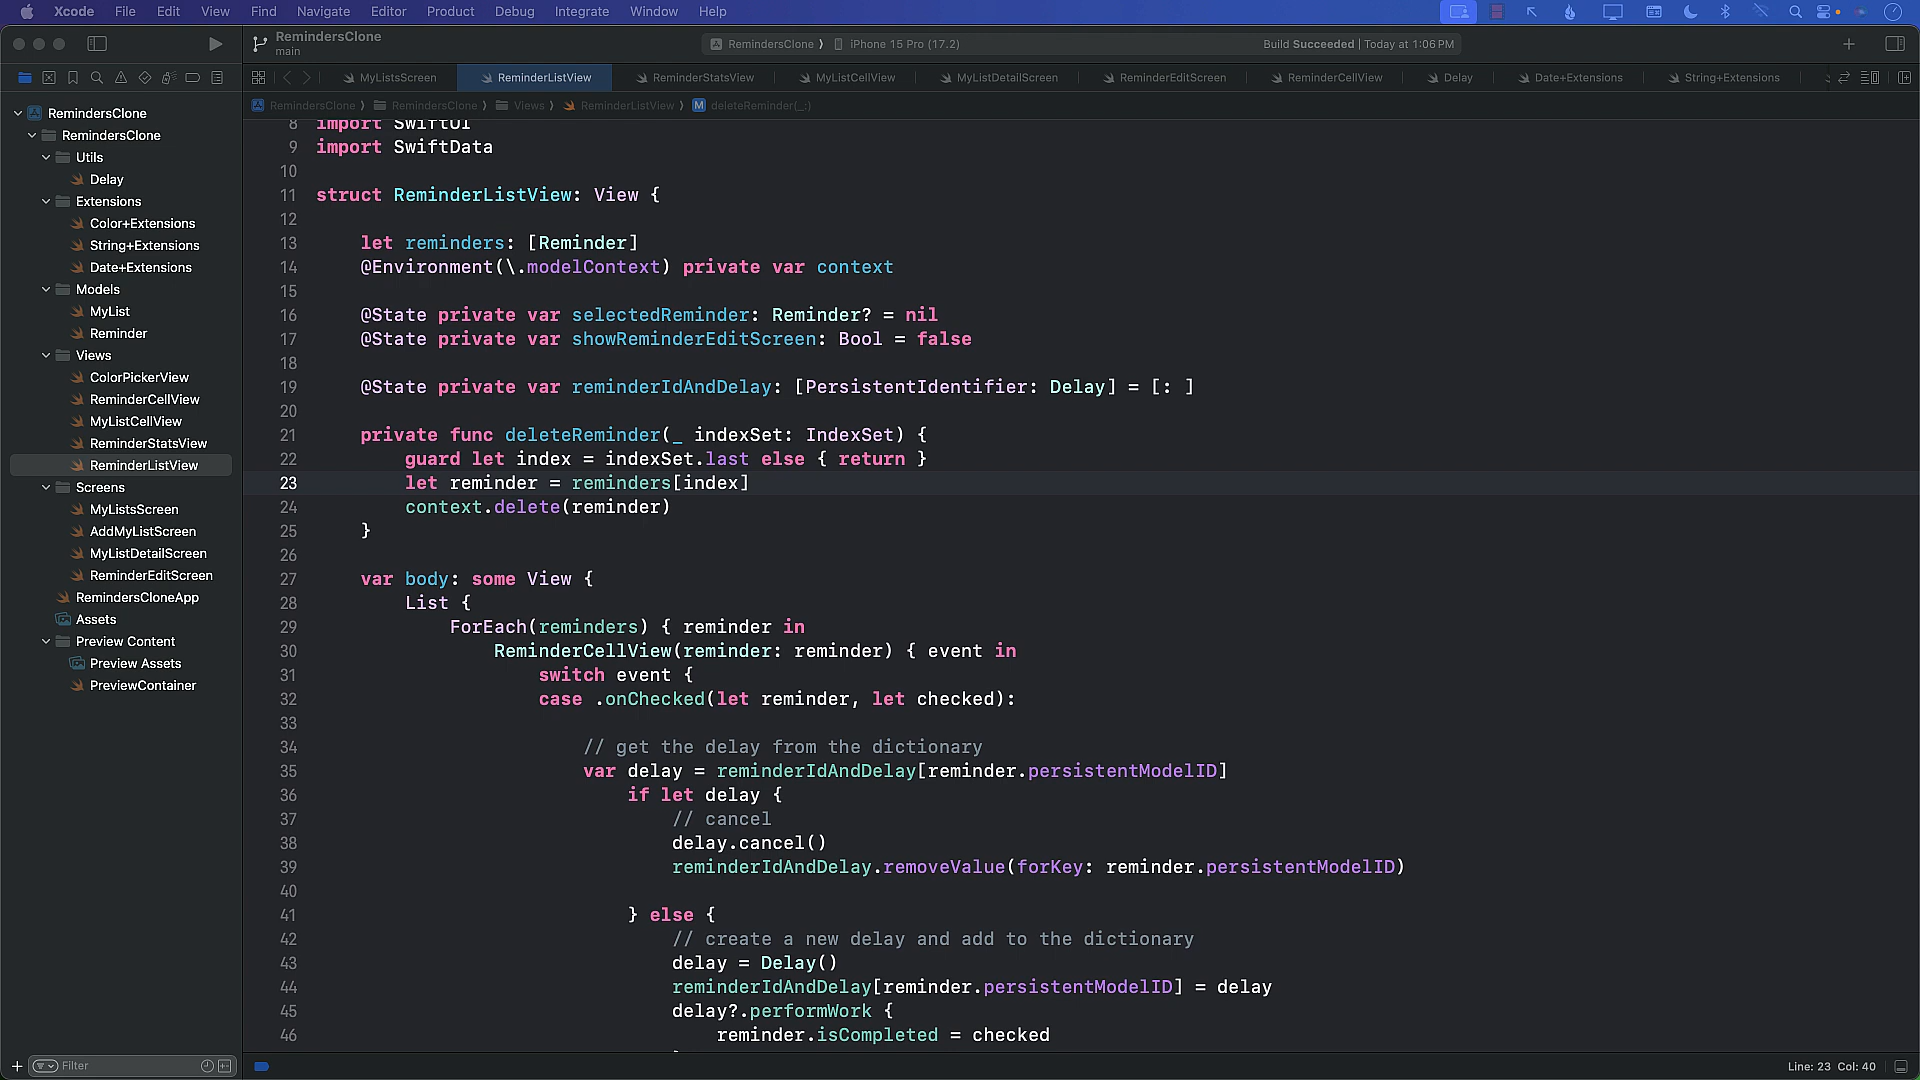 Xcode File Edit View Find Navigate Editor Product Debug Integrate Window Help
RemindersClone
main
RemindersClone ⟩ iPhone 15 Pro (17.2)
Build Succeeded | Today at 1:06 PM
MyListsScreen ReminderListView ReminderStatsView MyListCellView MyListDetailScreen ReminderEditScreen ReminderCellView Delay Date+Extensions String+Extensions
RemindersClone ⟩ RemindersClone ⟩ Views ⟩ ReminderListView ⟩ M deleteReminder(_:)
RemindersClone
RemindersClone
Utils
Delay
Extensions
Color+Extensions
String+Extensions
Date+Extensions
Models
MyList
Reminder
Views
ColorPickerView
ReminderCellView
MyListCellView
ReminderStatsView
ReminderListView
Screens
MyListsScreen
AddMyListScreen
MyListDetailScreen
ReminderEditScreen
RemindersCloneApp
Assets
Preview Content
Preview Assets
PreviewContainer
Filter
8 import SwiftUI
9 import SwiftData
10
11 struct ReminderListView: View {
12
13 let reminders: [Reminder]
14 @Environment(\.modelContext) private var context
15
16 @State private var selectedReminder: Reminder? = nil
17 @State private var showReminderEditScreen: Bool = false
18
19 @State private var reminderIdAndDelay: [PersistentIdentifier: Delay] = [: ]
20
21 private func deleteReminder(_ indexSet: IndexSet) {
22 guard let index = indexSet.last else { return }
23 let reminder = reminders[index]
24 context.delete(reminder)
25 }
26
27 var body: some View {
28 List {
29 ForEach(reminders) { reminder in
30 ReminderCellView(reminder: reminder) { event in
31 switch event {
32 case .onChecked(let reminder, let checked):
33
34 // get the delay from the dictionary
35 var delay = reminderIdAndDelay[reminder.persistentModelID]
36 if let delay {
37 // cancel
38 delay.cancel()
39 reminderIdAndDelay.removeValue(forKey: reminder.persistentModelID)
40
41 } else {
42 // create a new delay and add to the dictionary
43 delay = Delay()
44 reminderIdAndDelay[reminder.persistentModelID] = delay
45 delay?.performWork {
46 reminder.isCompleted = checked
Line: 23 Col: 40